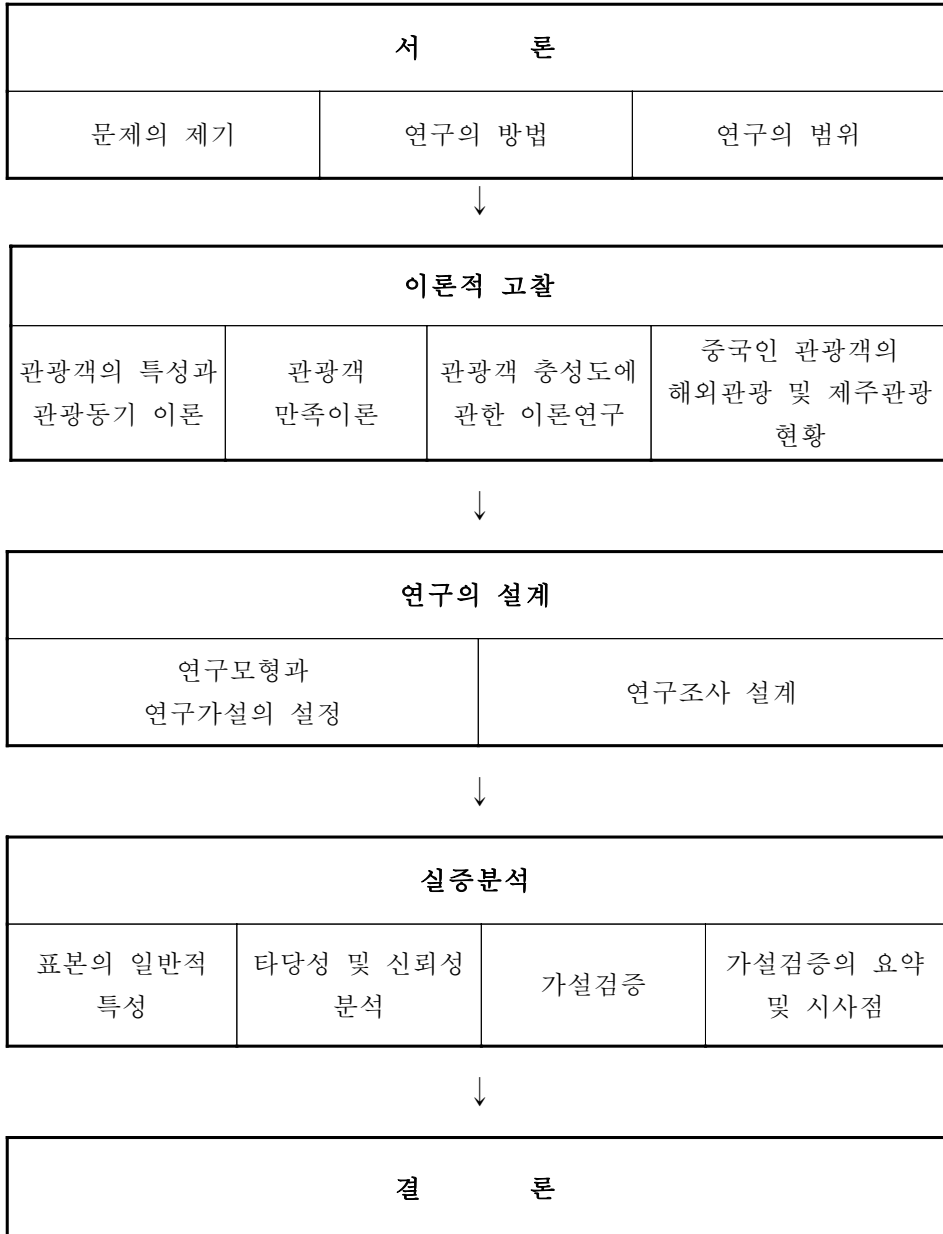 서 론
문제의 제기
연구의 방법
연구의 범위
↓
이론적 고찰
관광객의 특성과
관광동기 이론
관광객
만족이론
관광객 충성도에
관한 이론연구
중국인 관광객의
해외관광 및 제주관광
현황
↓
연구의 설계
연구모형과
연구가설의 설정
연구조사 설계
↓
실증분석
표본의 일반적
특성
타당성 및 신뢰성
분석
가설검증
가설검증의 요약
및 시사점
↓
결 론